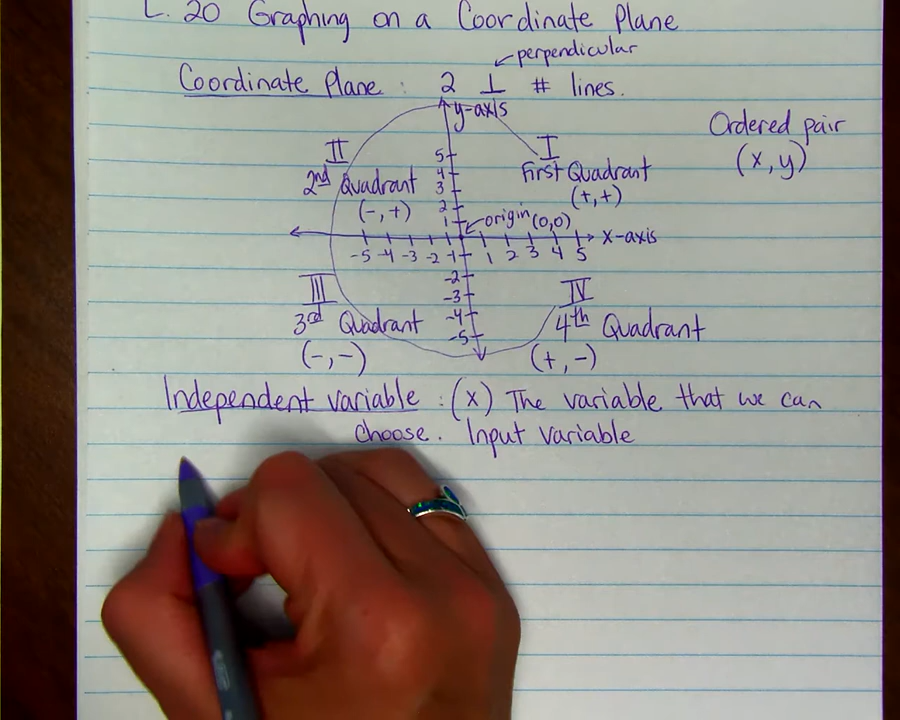 L. 20 Graphing on a Coordinate Plane
perpendicular
Coordinate Plane : 2 ⊥ # lines.
y-axis
Ordered pair
(x,y)
II
2nd Quadrant
(-,+)
I
First Quadrant
(+,+)
5
4
3
2
1
origin (0,0)
x-axis
-5 -4 -3 -2 -1 1 2 3 4 5
-2
-3
-4
-5
III
3rd Quadrant
(-,-)
IV
4th Quadrant
(+,-)
Independent variable : (x) The variable that we can
choose. Input variable